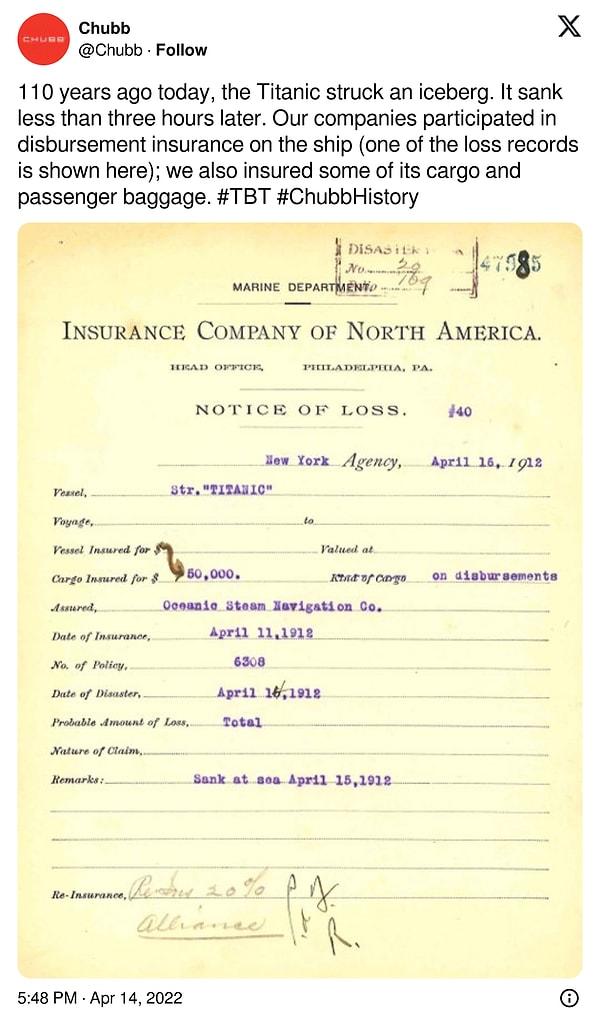 CHUBB
Chubb
@Chubb · Follow
X
110 years ago today, the Titanic struck an iceberg. It sank
less than three hours later. Our companies participated in
disbursement insurance on the ship (one of the loss records
is shown here); we also insured some of its cargo and
passenger baggage. #TBT #ChubbHistory
DISASTER
No. 20
169
47585
MARINE DEPARTMENT.
INSURANCE COMPANY OF NORTH AMERICA.
HEAD OFFICE, PHILADELPHIA, PA.
NOTICE OF LOSS. #40
New York Agency, April 16, 1912
Vessel, Str. "TITANIC"
Voyage, to
Vessel Insured for $ Valued at
Cargo Insured for $ 50,000. Kind of Cargo on disbursements
Assured, Oceanic Steam Navigation Co.
Date of Insurance, April 11,1912
No. of Policy, 6308
Date of Disaster, April ,1912
Probable Amount of Loss, Total
Nature of Claim,
Remarks: Sank at sea April 15,1912
Re-Insurance, Re-Ins 20%
Alliance
R.
5:48 PM · Apr 14, 2022